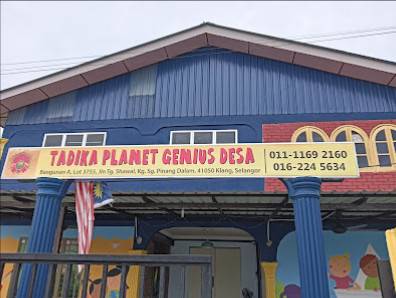 TADIKA PLANET GENIUS DESA
Bangunan A, Lot 3755, Jln Tg. Shawal, Kg. Sg. Pinang Dalam, 41050 Klang, Selangor
011-1169 2160
016-224 5634